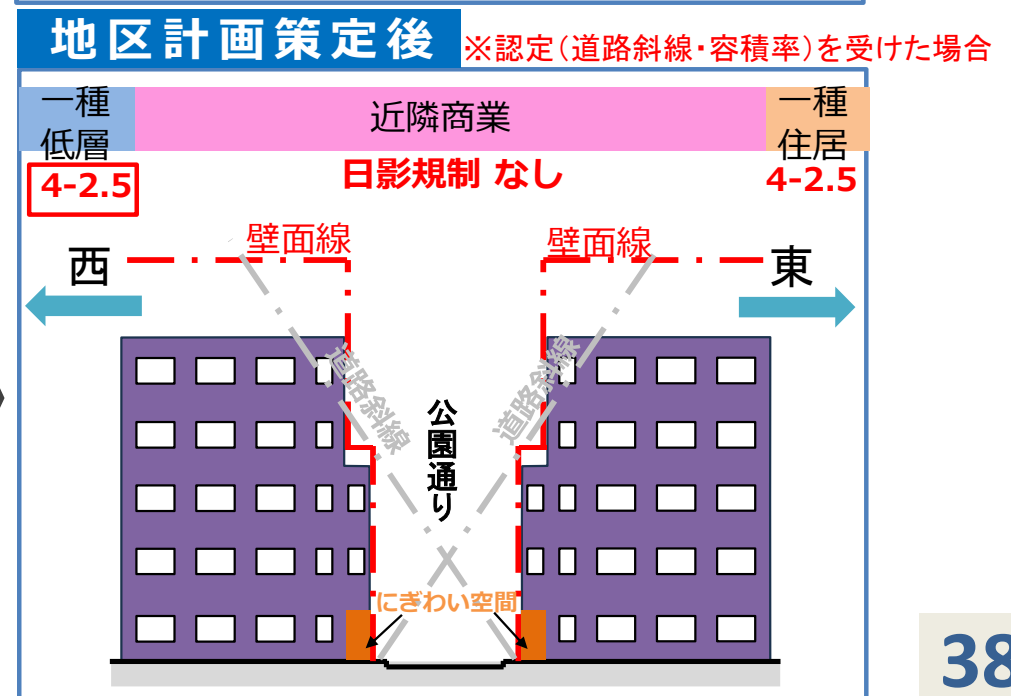 地区計画策定後
※認定(道路斜線・容積率)を受けた場合
一種
低層
近隣商業
一種
住居
4-2.5
日影規制 なし
4-2.5
壁面線
壁面線
西
東
道路斜線
道路斜線
公園通り
にぎわい空間
38